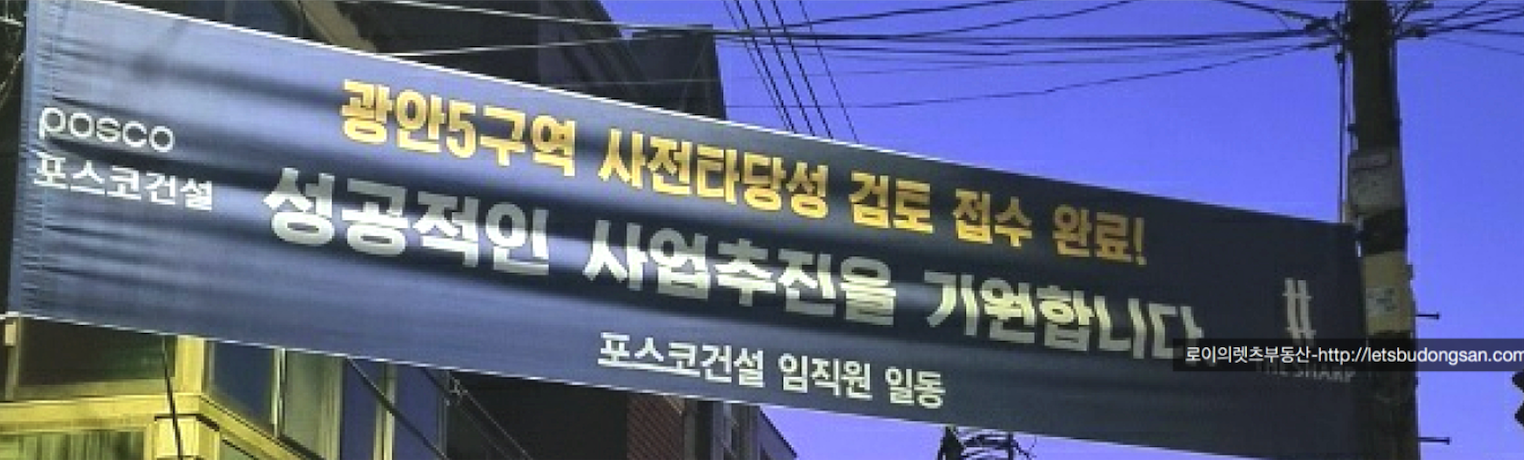 posco
포스코건설
광안5구역 사전타당성 검토 접수 완료!
성공적인 사업추진을 기원합니다
포스코건설 임직원 일동
THE SHARP
로이의렛츠부동산-http://letsbudongsan.com